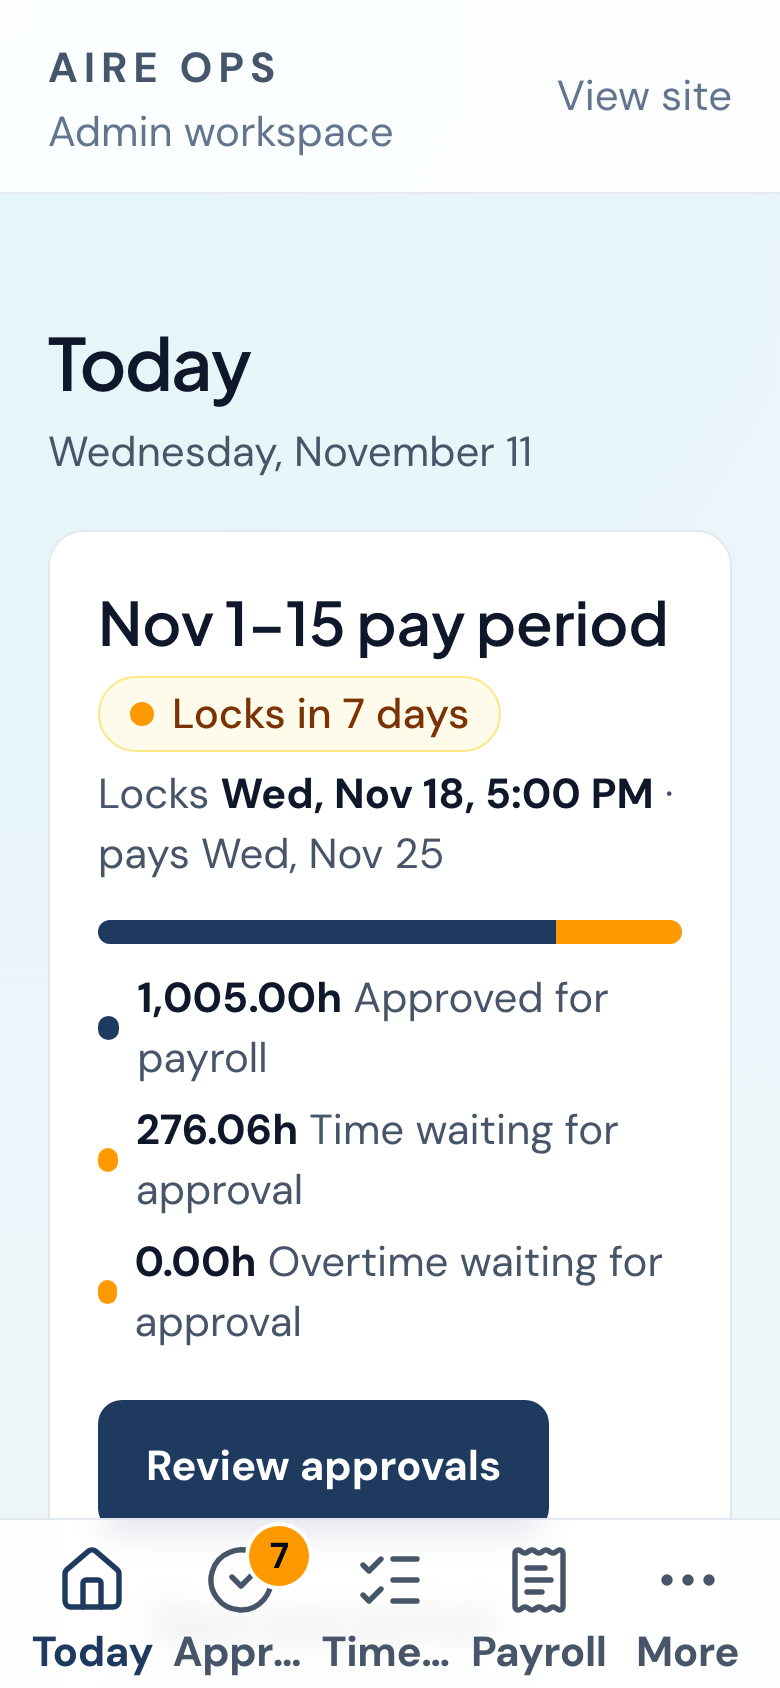 AIRE OPS
View site
Admin workspace
Today
Wednesday, November 11
Nov 1–15 pay period
Locks in 7 days
Locks Wed, Nov 18, 5:00 PM ·
pays Wed, Nov 25
1,005.00h Approved for
payroll
276.06h Time waiting for
approval
0.00h Overtime waiting for
approval
Review approvals
7
Today
Appr...
Time...
Payroll
More